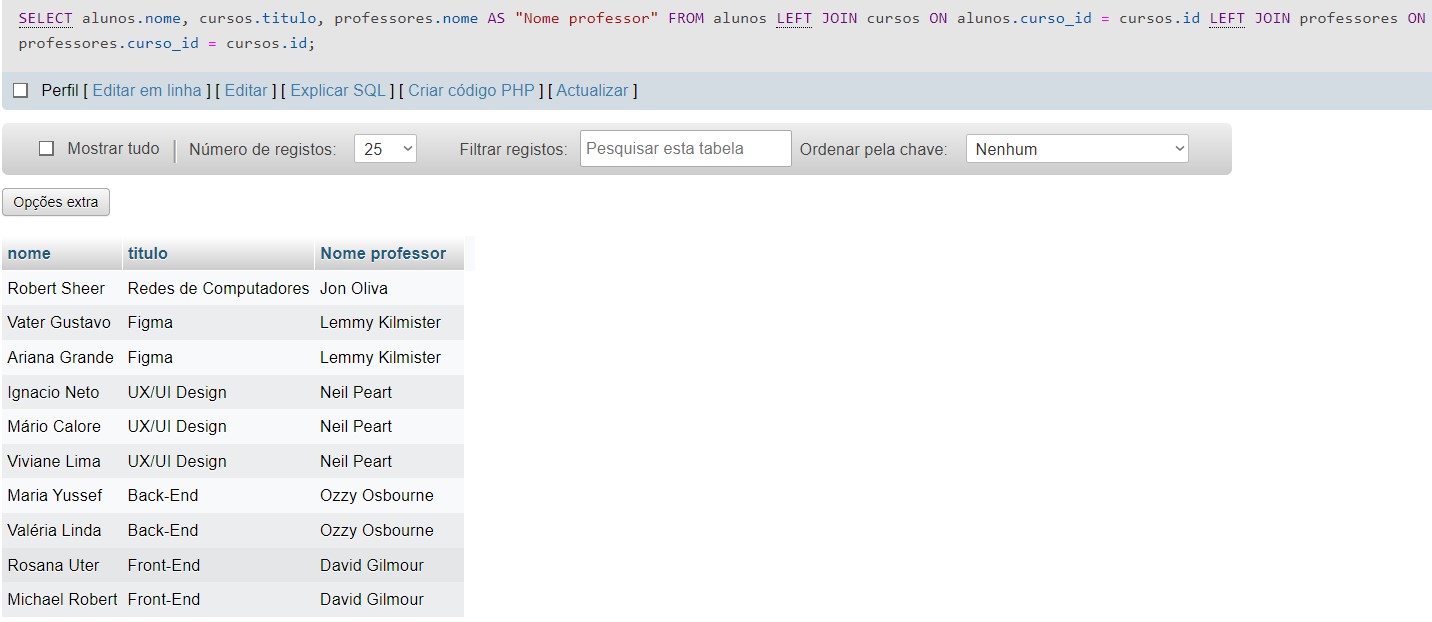 SELECT alunos.nome, cursos.titulo, professores.nome AS "Nome professor" FROM alunos LEFT JOIN cursos ON alunos.curso_id = cursos.id LEFT JOIN professores ON
professores.curso_id = cursos.id;
Perfil [ Editar em linha ] [ Editar ] [ Explicar SQL ] [ Criar código PHP ] [ Actualizar ]
Mostrar tudo | Número de registos: 25 Filtrar registos: Pesquisar esta tabela Ordenar pela chave: Nenhum
Opções extra
nome titulo Nome professor
Robert Sheer Redes de Computadores Jon Oliva
Vater Gustavo Figma Lemmy Kilmister
Ariana Grande Figma Lemmy Kilmister
Ignacio Neto UX/UI Design Neil Peart
Mário Calore UX/UI Design Neil Peart
Viviane Lima UX/UI Design Neil Peart
Maria Yussef Back-End Ozzy Osbourne
Valéria Linda Back-End Ozzy Osbourne
Rosana Uter Front-End David Gilmour
Michael Robert Front-End David Gilmour